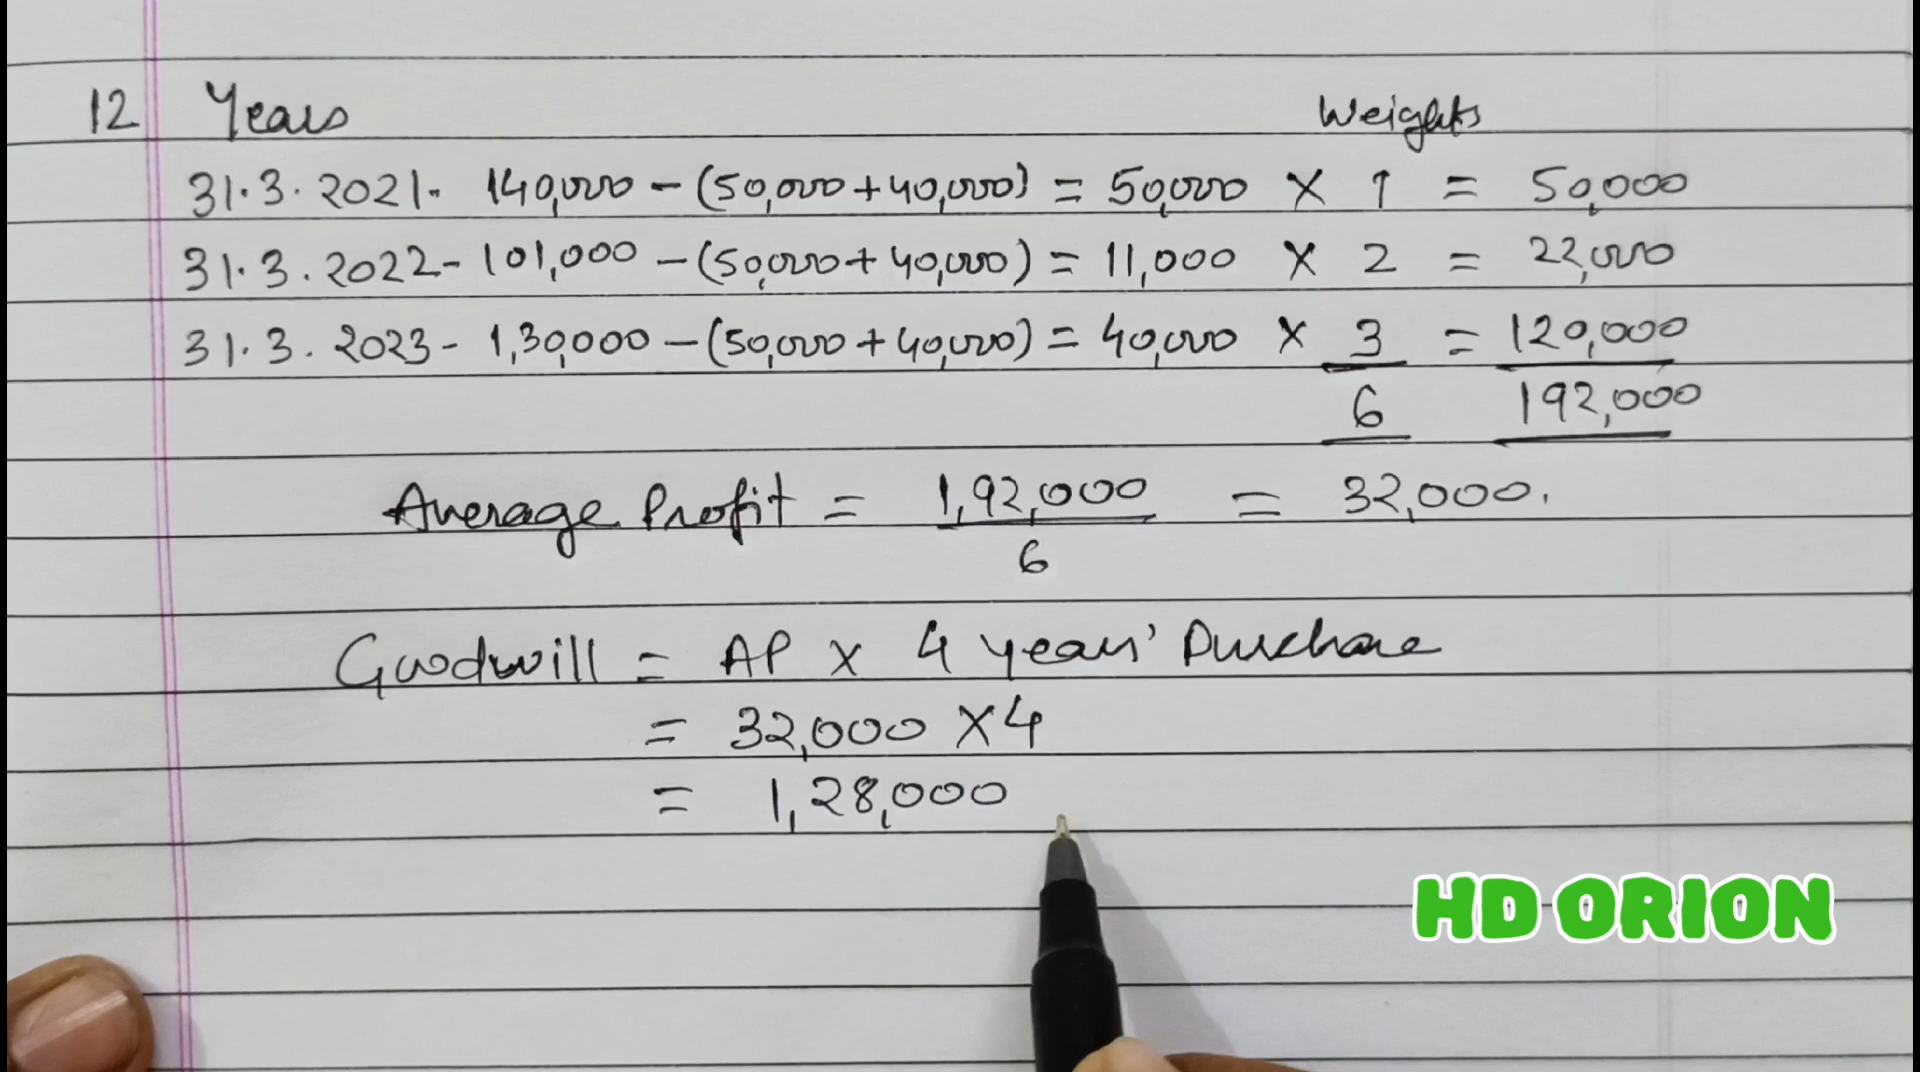 12 Years Weights
31.3.2021. 140,000 - (50,000 + 40,000) = 50,000 X 1 = 50,000
31.3.2022 - 101,000 - (50,000 + 40,000) = 11,000 X 2 = 22,000
31.3.2023 - 1,30,000 - (50,000 + 40,000) = 40,000 X 3 = 120,000
6 192,000
Average Profit = 1,92,000 = 32,000.
6
Goodwill = AP X 4 years' Purchase
= 32,000 X 4
= 1,28,000
HD ORION